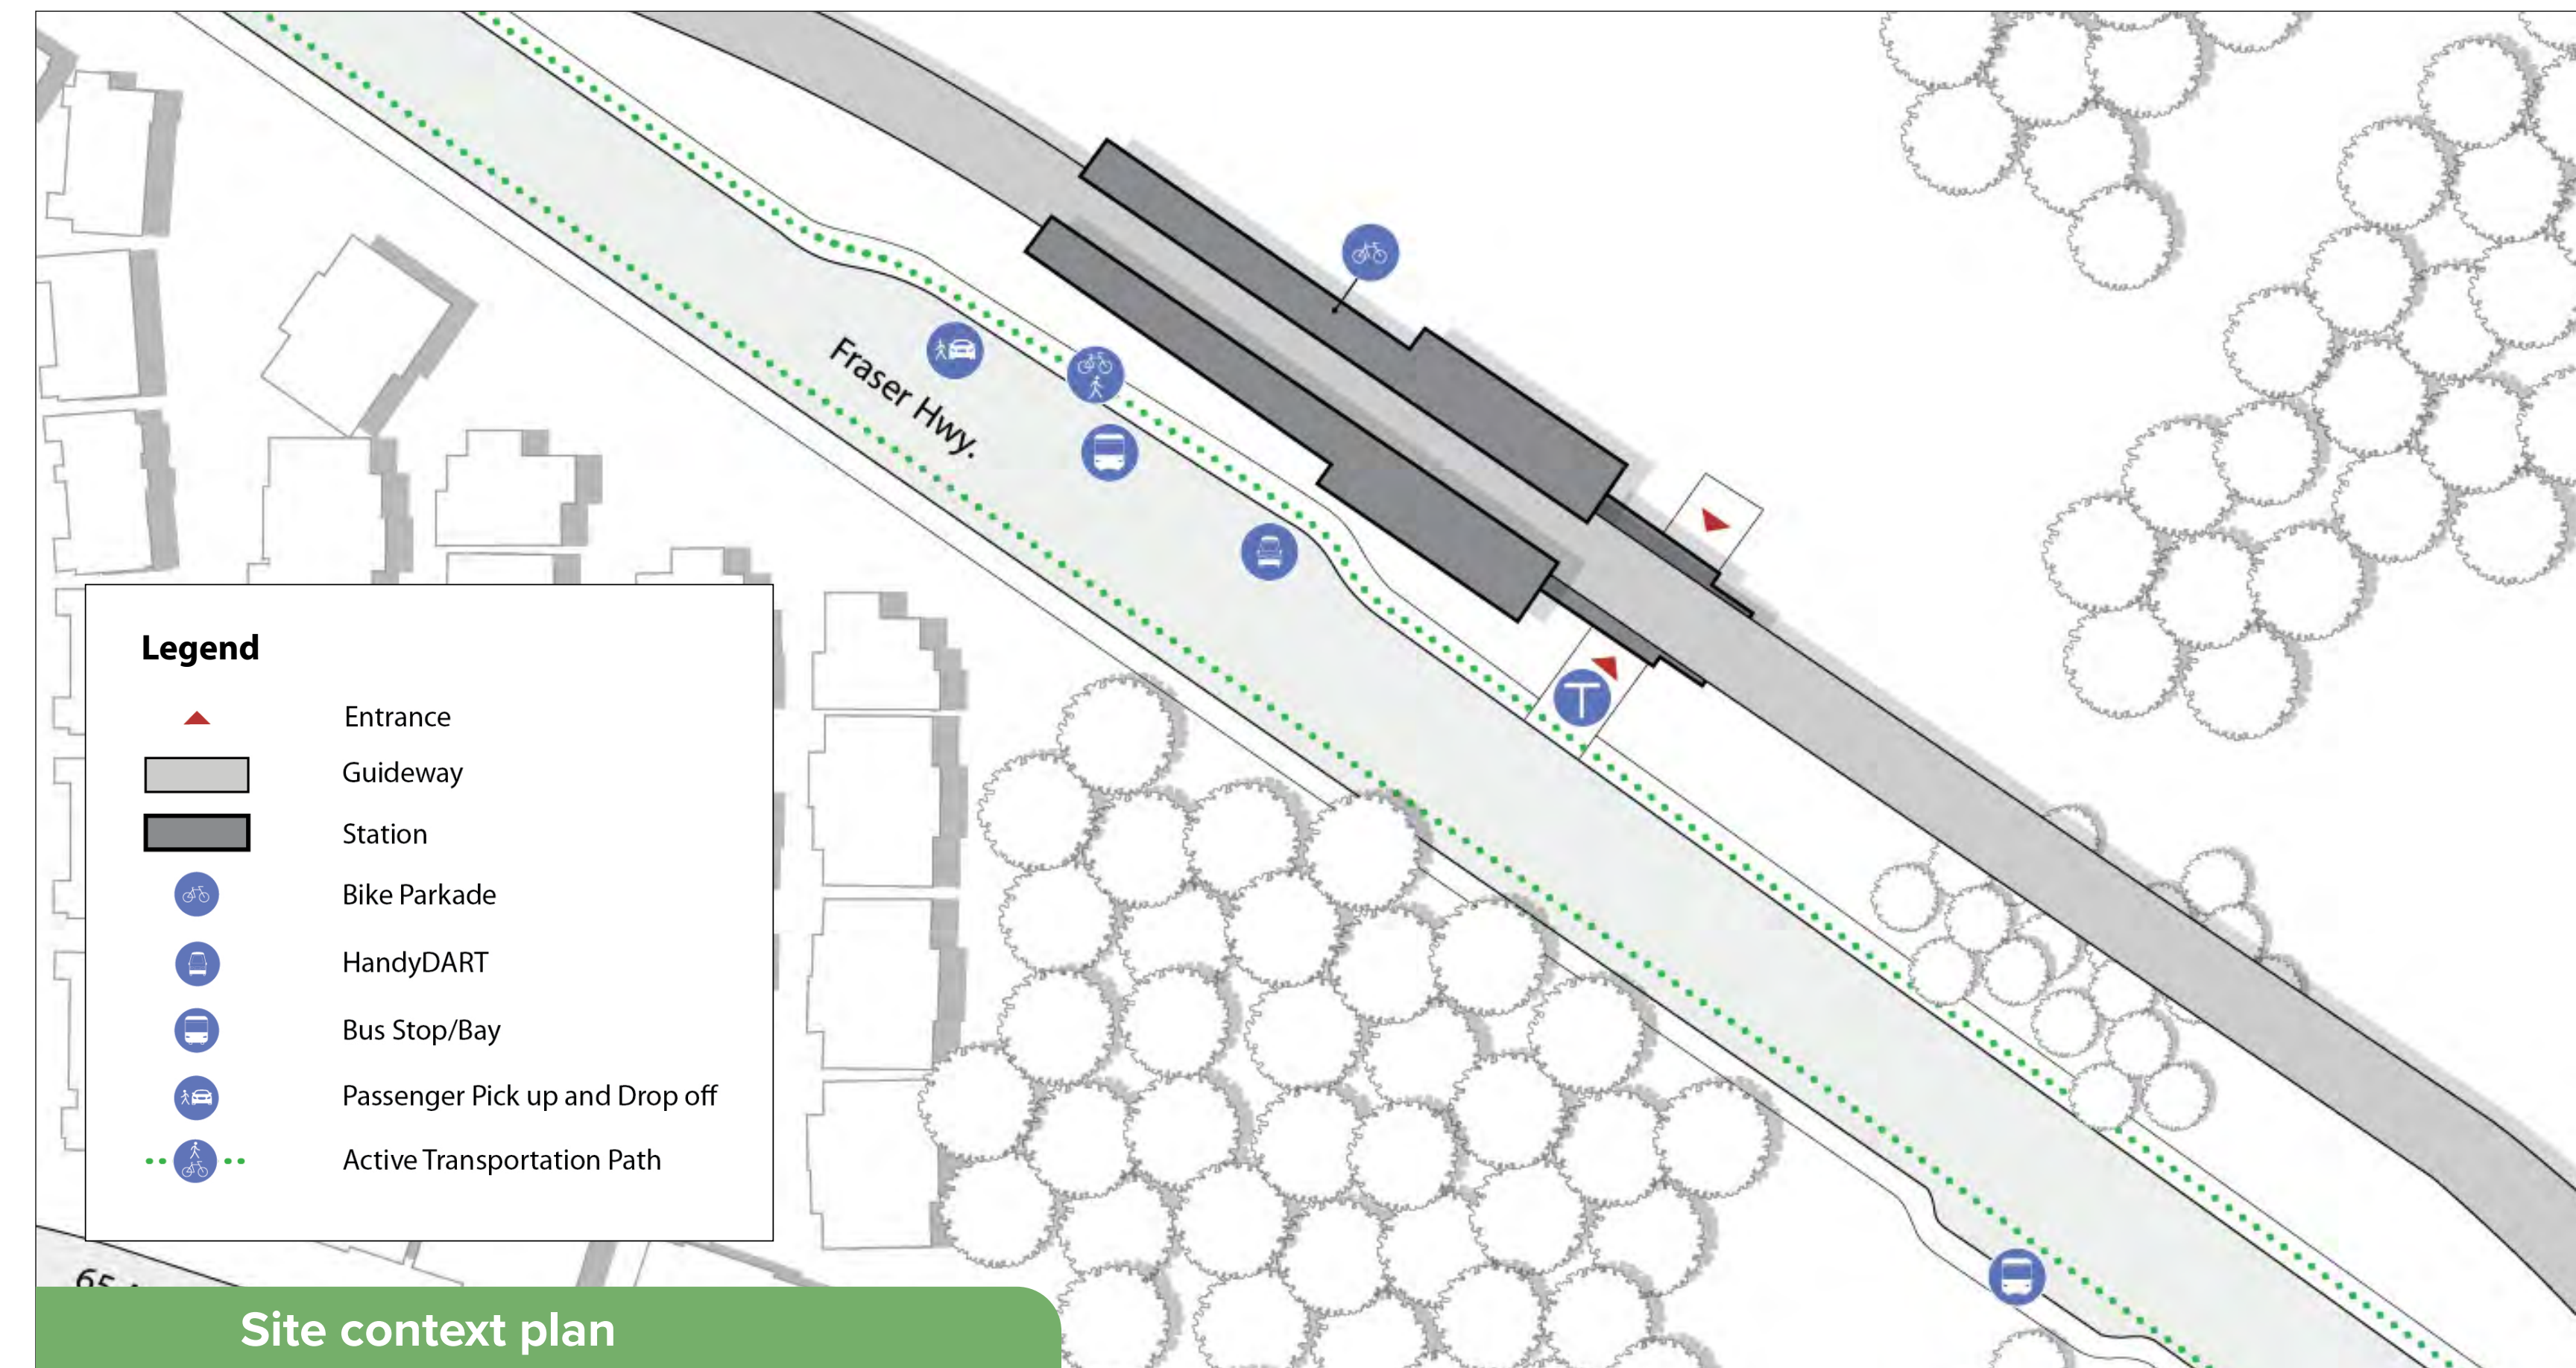 Fraser Hwy.
T
Legend
Entrance
Guideway
Station
Bike Parkade
HandyDART
Bus Stop/Bay
Passenger Pick up and Drop off
Active Transportation Path
Site context plan